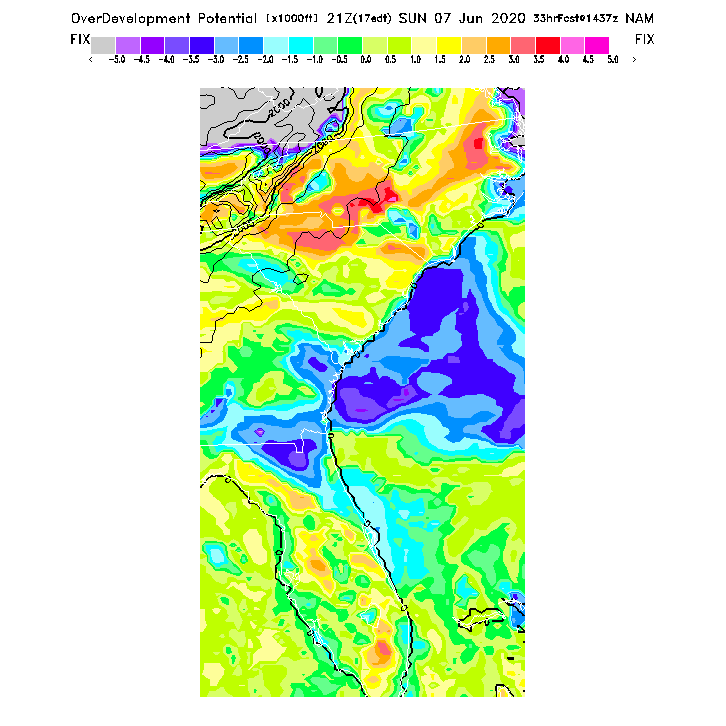 OverDevelopment Potential [x1000ft] 21Z(17edt) SUN 07 Jun 2020 33hrFcst@1437z NAM
FIX FIX
< -5.0 -4.5 -4.0 -3.5 -3.0 -2.5 -2.0 -1.5 -1.0 -0.5 0.0 0.5 1.0 1.5 2.0 2.5 3.0 3.5 4.0 4.5 5.0 >
2000